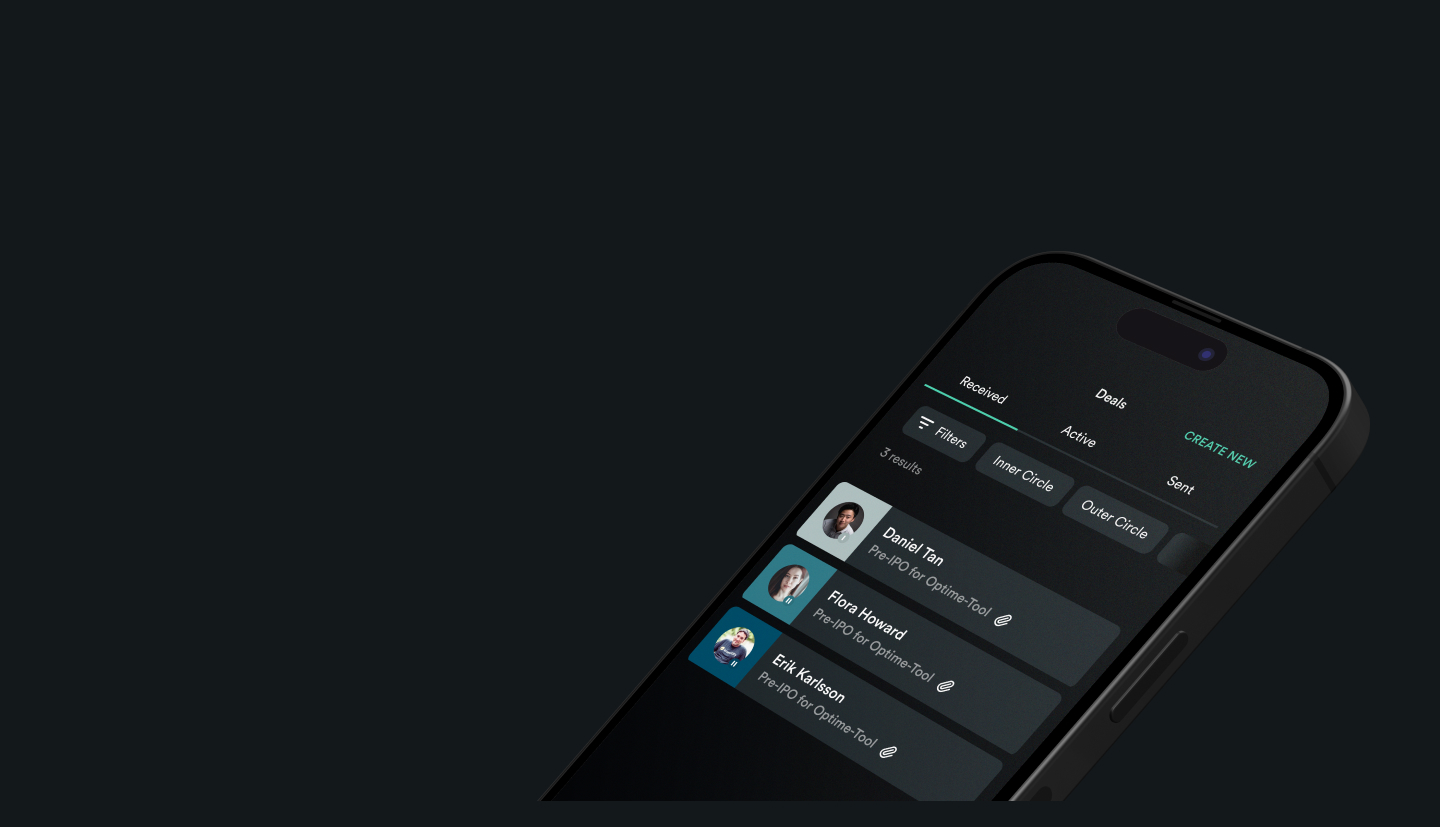 Deals
CREATE NEW
Received
Active
Sent
Filters
Inner Circle
Outer Circle
3 results
Daniel Tan
Pre-IPO for Optime-Tool
Flora Howard
Pre-IPO for Optime-Tool
Erik Karlsson
Pre-IPO for Optime-Tool